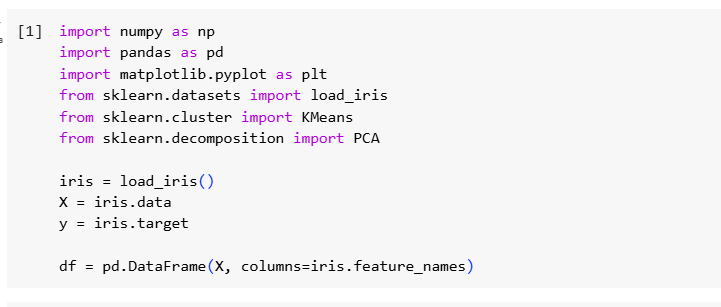 [1] import numpy as np
import pandas as pd
import matplotlib.pyplot as plt
from sklearn.datasets import load_iris
from sklearn.cluster import KMeans
from sklearn.decomposition import PCA
iris = load_iris()
X = iris.data
y = iris.target
df = pd.DataFrame(X, columns=iris.feature_names)